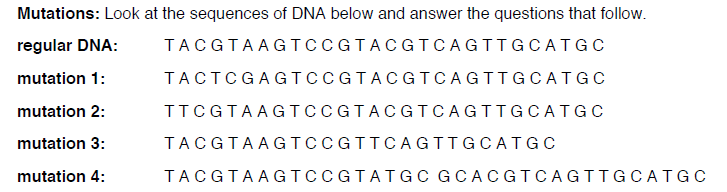 Mutations: Look at the sequences of DNA below and answer the questions that follow.
regular DNA: T A C G T A A G T C C G T A C G T C A G T T G C A T G C
mutation 1: T A C T C G A G T C C G T A C G T C A G T T G C A T G C
mutation 2: T T C G T A A G T C C G T A C G T C A G T T G C A T G C
mutation 3: T A C G T A A G T C C G T T C A G T T G C A T G C
mutation 4: T A C G T A A G T C C G T A T G C G C A C G T C A G T T G C A T G C